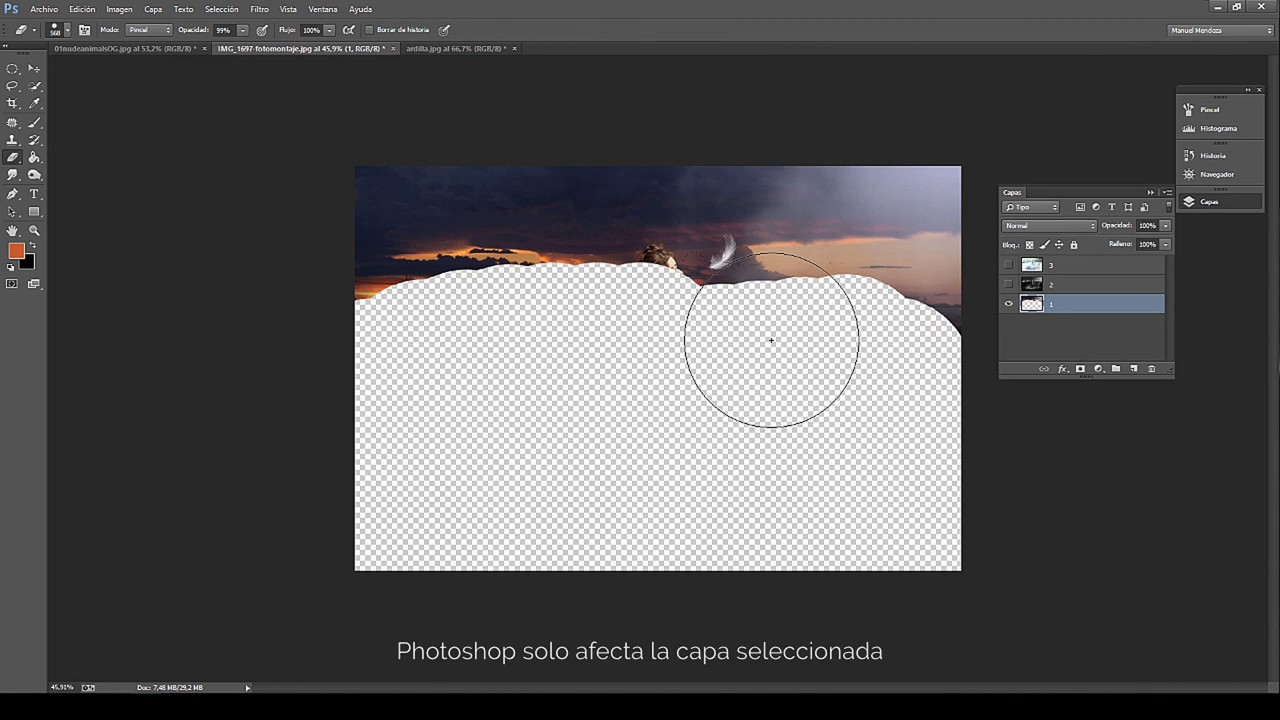 Ps Archivo Edición Imagen Capa Texto Selección Filtro Vista Ventana Ayuda
568 Modo: Pincel Opacidad: 99% Flujo: 100% Borrar de historia Manuel Mendoza
01nudeanimalsOG.jpg al 53,2% (RGB/8) * × IMG_1697-fotomontaje.jpg al 45,9% (1, RGB/8) * × ardilla.jpg al 66,7% (RGB/8) * ×
Pincel
Histograma
Historia
Navegador
Capas
Capas
Tipo
Normal Opacidad: 100%
Bloq.: Relleno: 100%
3
2
1
T
fx
Photoshop solo afecta la capa seleccionada
45,91% Doc: 7,48 MB/29,2 MB